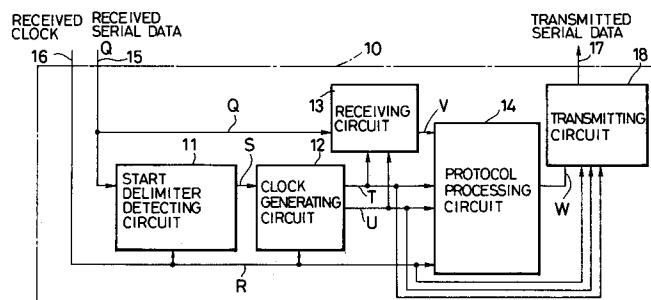 RECEIVED
CLOCK
16
RECEIVED
SERIAL DATA
Q
15
10
TRANSMITTED
SERIAL DATA
17
18
13
RECEIVING
CIRCUIT
V
14
TRANSMITTING
CIRCUIT
Q
11
START
DELIMITER
DETECTING
CIRCUIT
S
12
CLOCK
GENERATING
CIRCUIT
T
U
PROTOCOL
PROCESSING
CIRCUIT
W
R